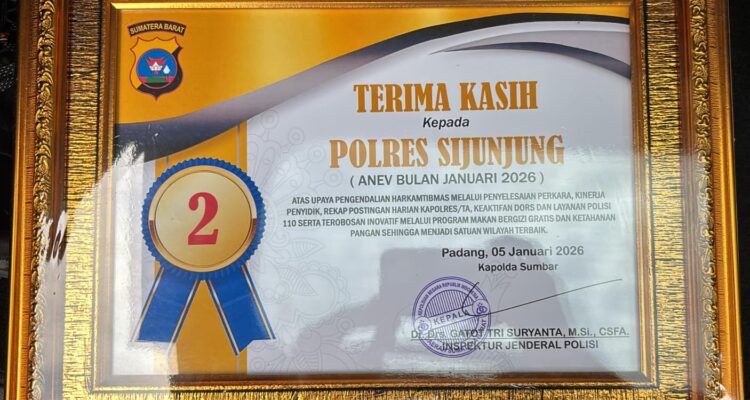 SUMATERA BARAT
TERIMA KASIH
Kepada
POLRES SIJUNJUNG
( ANEV BULAN JANUARI 2026 )
ATAS UPAYA PENGENDALIAN HARKAMTIBMAS MELALUI PENYELESAIAN PERKARA, KINERJA
PENYIDIK, REKAP POSTINGAN HARIAN KAPOLRES/TA, KEAKTIFAN DORS DAN LAYANAN POLISI
110 SERTA TEROBOSAN INOVATIF MELALUI PROGRAM MAKAN BERGIZI GRATIS DAN KETAHANAN
PANGAN SEHINGGA MENJADI SATUAN WILAYAH TERBAIK.
2
Padang, 05 Januari 2026
Kapolda Sumbar
KEPALA
Dr. Drs. GATOT TRI SURYANTA, M.Si., CSFA.
INSPEKTUR JENDERAL POLISI